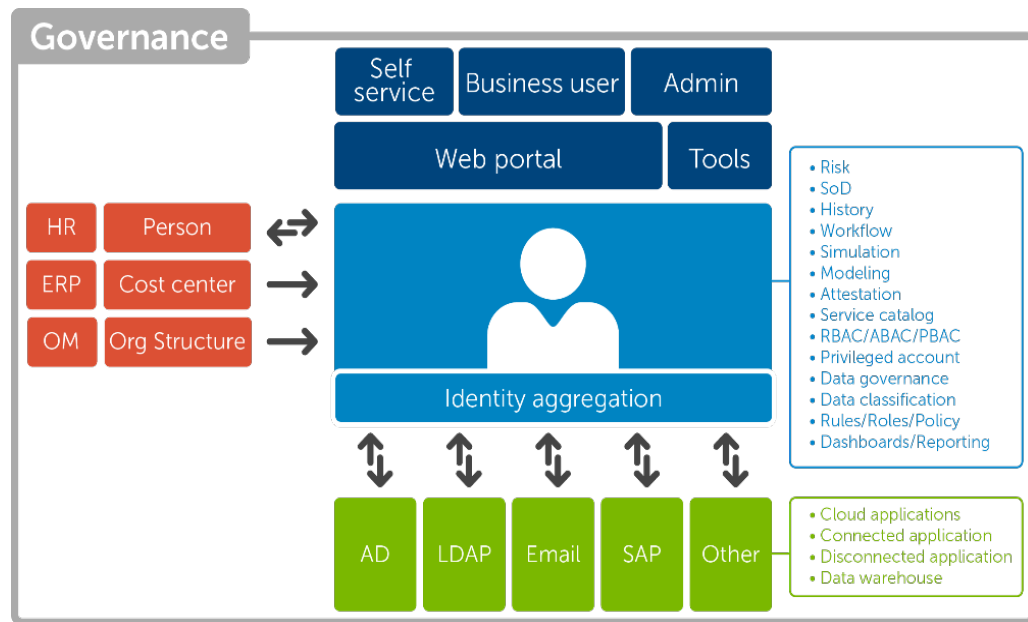 Governance
Self
service
Business user
Admin
Web portal
Tools
HR
Person
ERP
Cost center
OM
Org Structure
Identity aggregation
• Risk
• SoD
• History
• Workflow
• Simulation
• Modeling
• Attestation
• Service catalog
• RBAC/ABAC/PBAC
• Privileged account
• Data governance
• Data classification
• Rules/Roles/Policy
• Dashboards/Reporting
AD
LDAP
Email
SAP
Other
• Cloud applications
• Connected application
• Disconnected application
• Data warehouse